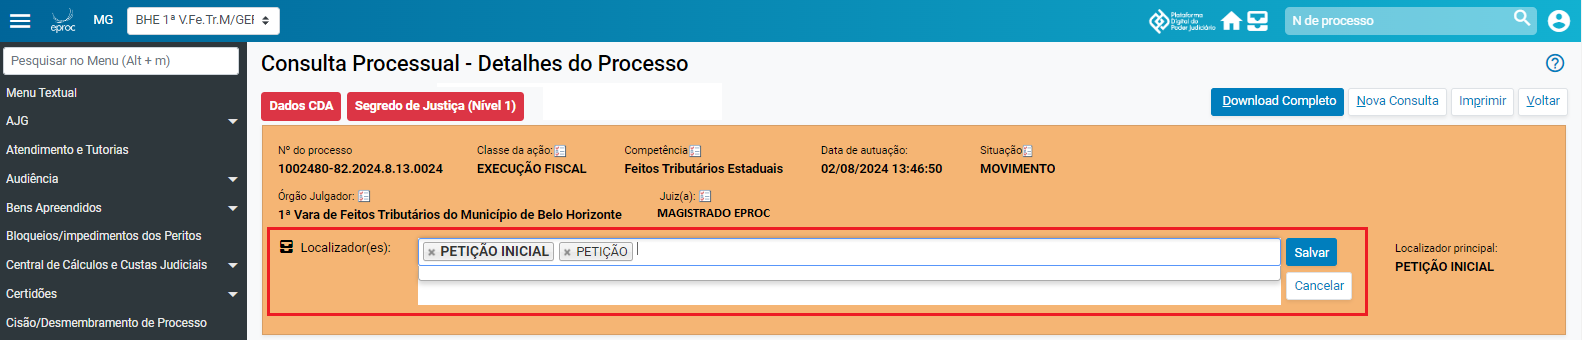 eproc
MG
BHE 1ª V.Fe.Tr.M/GEF
Plataforma
Digital do
Poder Judiciário
N de processo
Pesquisar no Menu (Alt + m)
Menu Textual
AJG
Atendimento e Tutorias
Audiência
Bens Apreendidos
Bloqueios/impedimentos dos Peritos
Central de Cálculos e Custas Judiciais
Certidões
Cisão/Desmembramento de Processo
Consulta Processual - Detalhes do Processo
Dados CDA
Segredo de Justiça (Nível 1)
Download Completo
Nova Consulta
Imprimir
Voltar
Nº do processo
1002480-82.2024.8.13.0024
Classe da ação:
EXECUÇÃO FISCAL
Competência
Feitos Tributários Estaduais
Data de autuação:
02/08/2024 13:46:50
Situação
MOVIMENTO
Órgão Julgador:
1ª Vara de Feitos Tributários do Município de Belo Horizonte
Juiz(a):
MAGISTRADO EPROC
Localizador(es):
× PETIÇÃO INICIAL × PETIÇÃO
Salvar
Cancelar
Localizador principal:
PETIÇÃO INICIAL